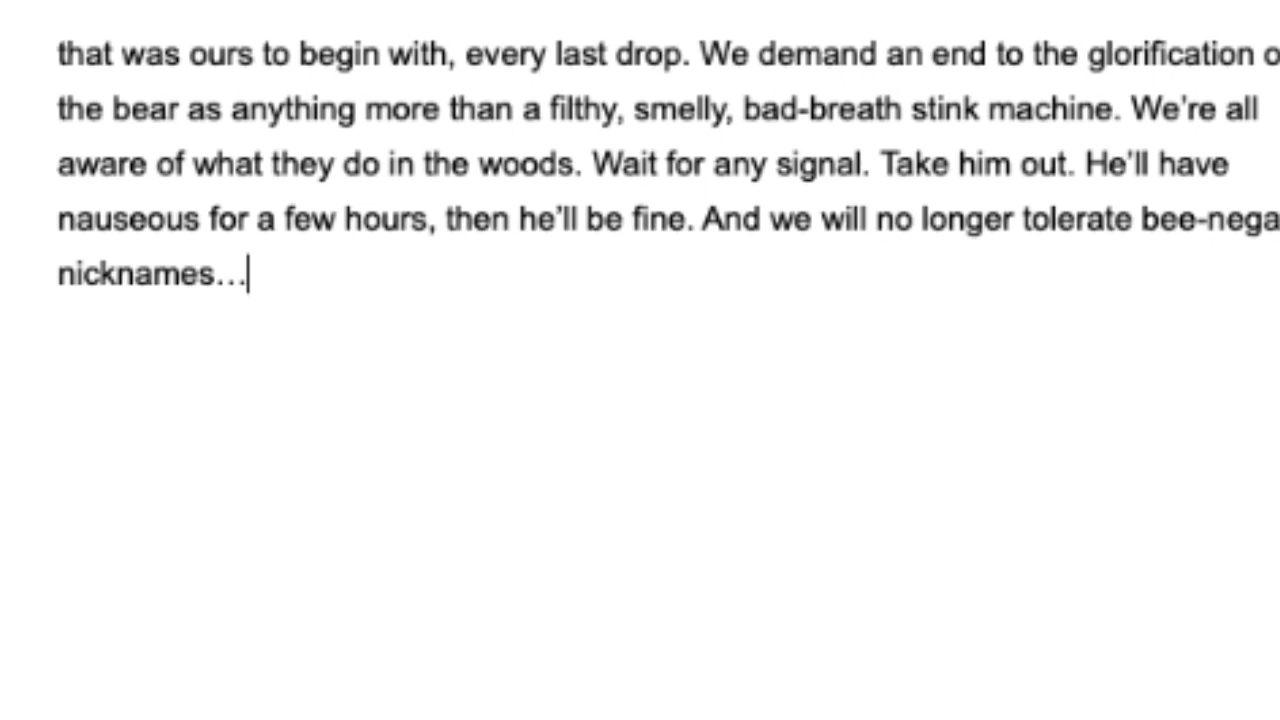 that was ours to begin with, every last drop. We demand an end to the glorification o
the bear as anything more than a filthy, smelly, bad-breath stink machine. We're all
aware of what they do in the woods. Wait for any signal. Take him out. He'll have
nauseous for a few hours, then he'll be fine. And we will no longer tolerate bee-nega
nicknames...